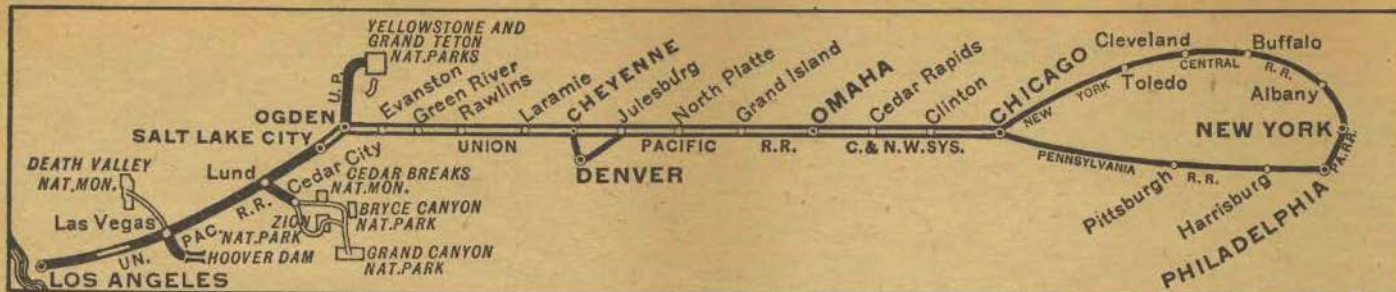 YELLOWSTONE AND
GRAND TETON
NAT. PARKS
U.P.
OGDEN
SALT LAKE CITY
Evanston
Green River
Rawlins
Laramie
CHEYENNE
Julesburg
North Platte
Grand Island
OMAHA
Cedar Rapids
Clinton
CHICAGO
UNION
PACIFIC
R.R.
C. & N.W. SYS.
DENVER
NEW
YORK
CENTRAL
R.R.
Toledo
Cleveland
Buffalo
Albany
NEW YORK
PA. R.R.
PENNSYLVANIA
R.R.
Pittsburgh
Harrisburg
PHILADELPHIA
DEATH VALLEY
NAT. MON.
Lund
Cedar City
CEDAR BREAKS
NAT. MON.
BRYCE CANYON
NAT. PARK
ZION
NAT. PARK
GRAND CANYON
NAT. PARK
Las Vegas
HOOVER DAM
UN.
PAC.
R.R.
LOS ANGELES